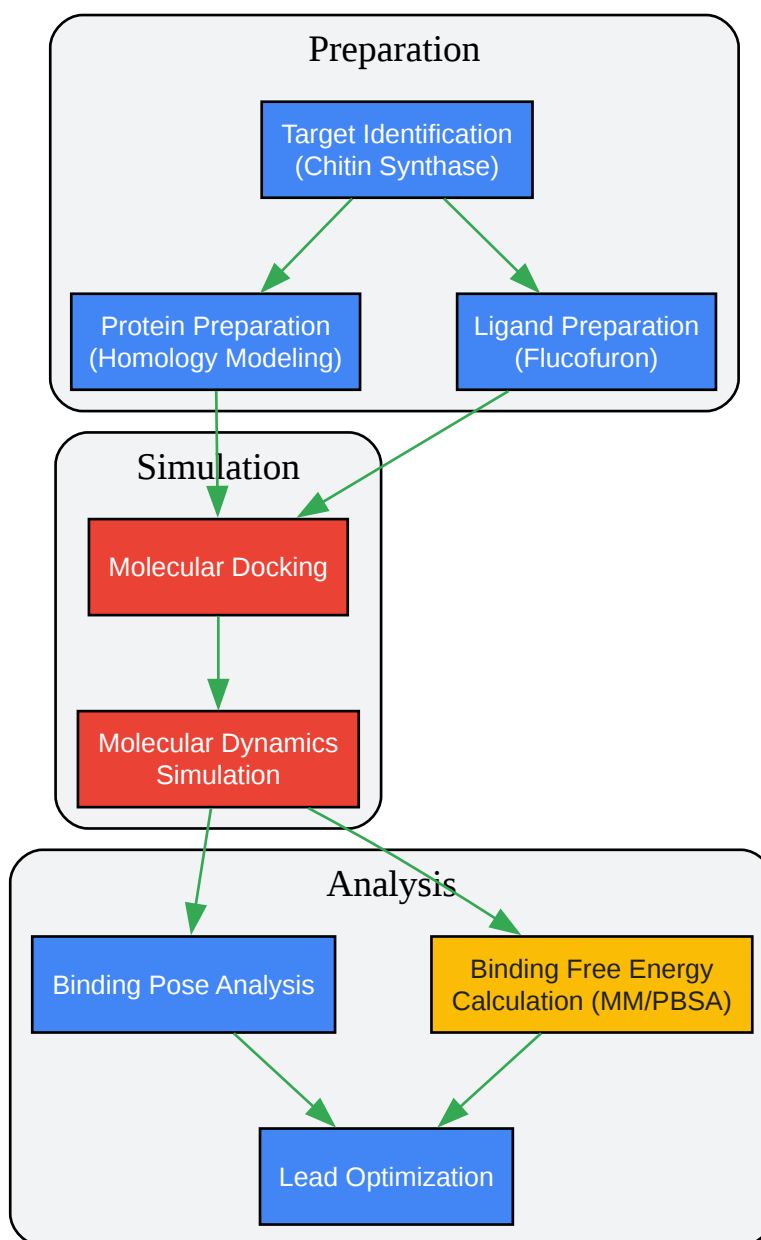 Preparation
Target Identification
(Chitin Synthase)
Protein Preparation
(Homology Modeling)
Ligand Preparation
(Flucofuron)
Simulation
Molecular Docking
Molecular Dynamics
Simulation
Analysis
Binding Pose Analysis
Binding Free Energy
Calculation (MM/PBSA)
Lead Optimization